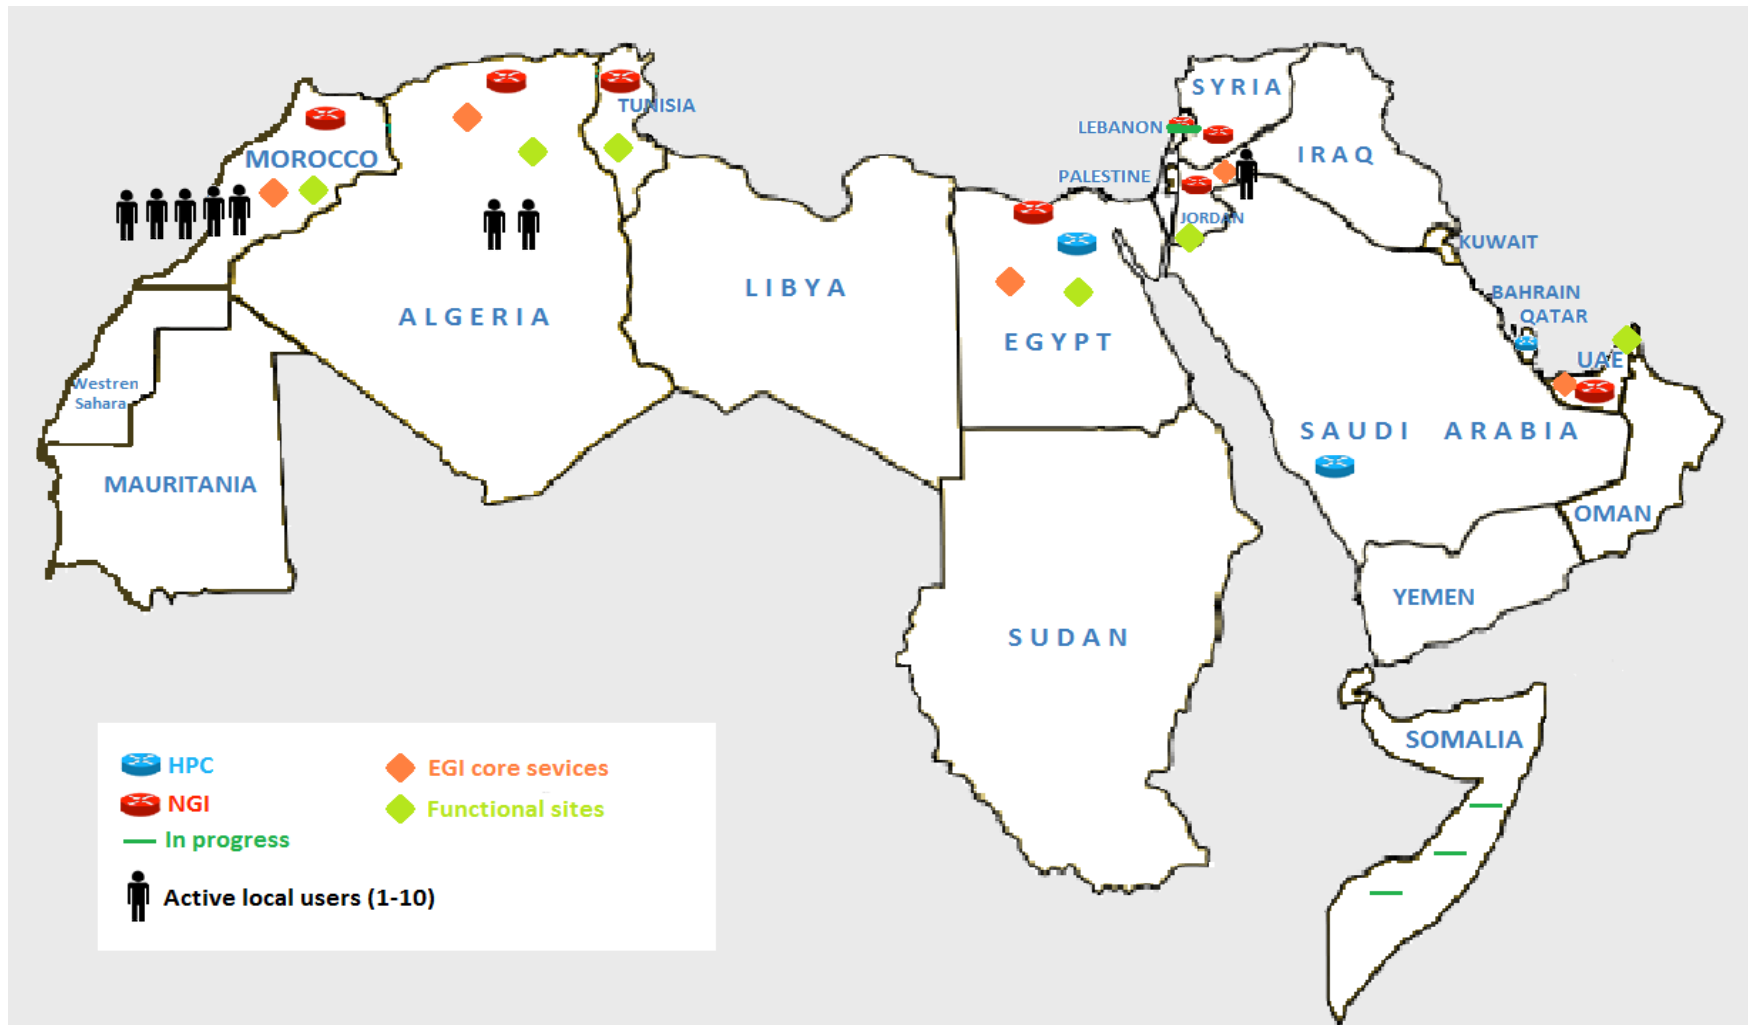 SYRIA
TUNISIA
LEBANON
MOROCCO
IRAQ
PALESTINE
JORDAN
KUWAIT
LIBYA
BAHRAIN
QATAR
ALGERIA
EGYPT
UAE
Westren
Sahara
SAUDI ARABIA
MAURITANIA
OMAN
YEMEN
SUDAN
SOMALIA
HPC
EGI core sevices
NGI
Functional sites
In progress
Active local users (1-10)